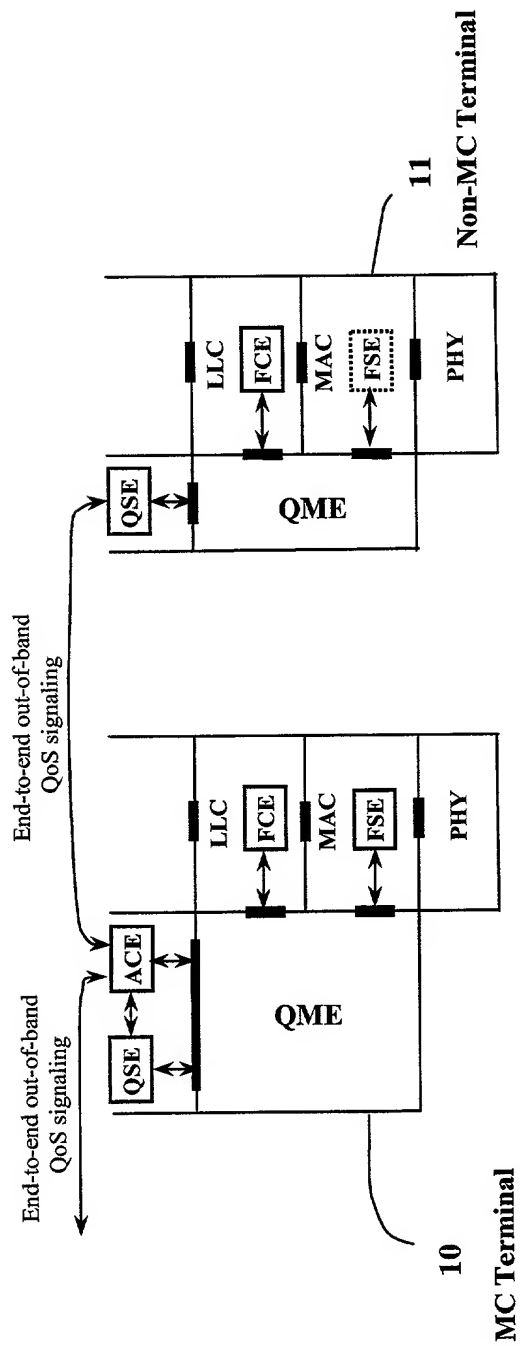 End-to-end out-of-band
QoS signaling
End-to-end out-of-band
QoS signaling
QSE
ACE
QSE
LLC
LLC
FCE
FCE
QME
MAC
QME
MAC
FSE
FSE
PHY
PHY
10
MC Terminal
11
Non-MC Terminal